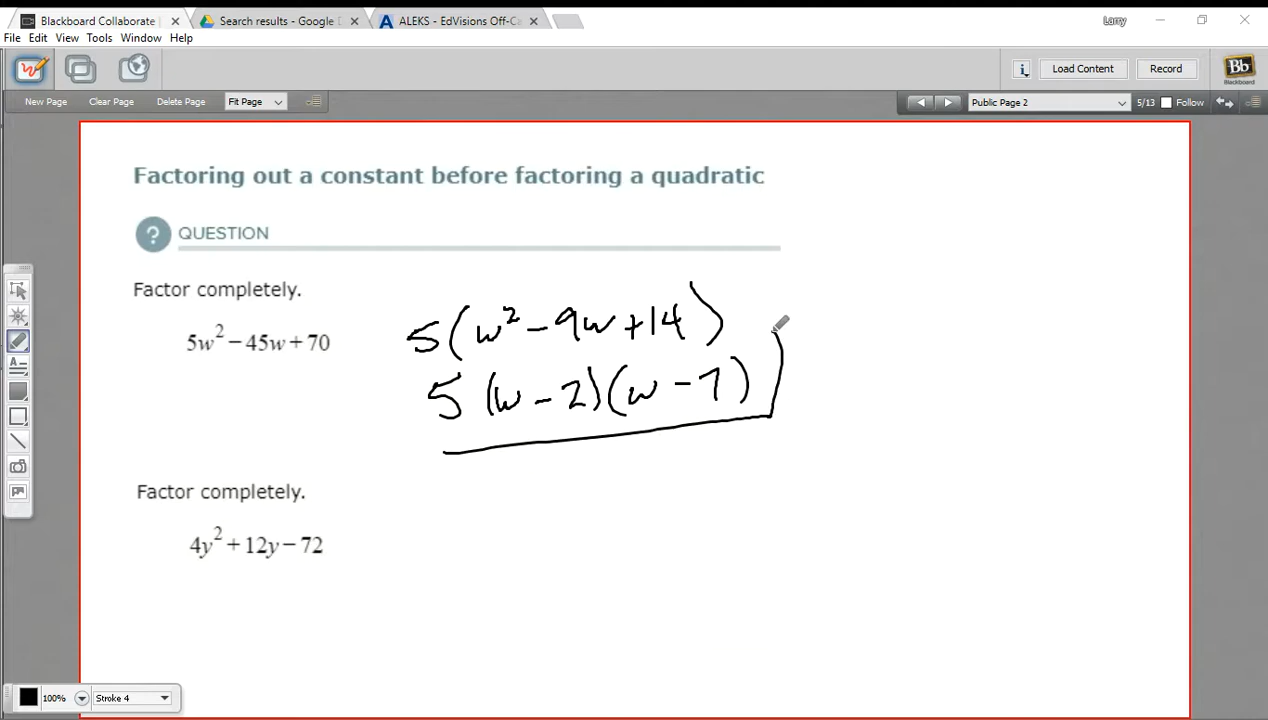 Blackboard Collaborate
Search results - Google D
ALEKS - EdVisions Off-Ca
Larry
File Edit View Tools Window Help
i Load Content Record Bb Blackboard
New Page Clear Page Delete Page Fit Page Public Page 2 5/13 Follow
Factoring out a constant before factoring a quadratic
? QUESTION
Factor completely.
5w² − 45w + 70
5(w² − 9w + 14)
5(w − 2)(w − 7)
Factor completely.
4y² + 12y − 72
100% Stroke 4